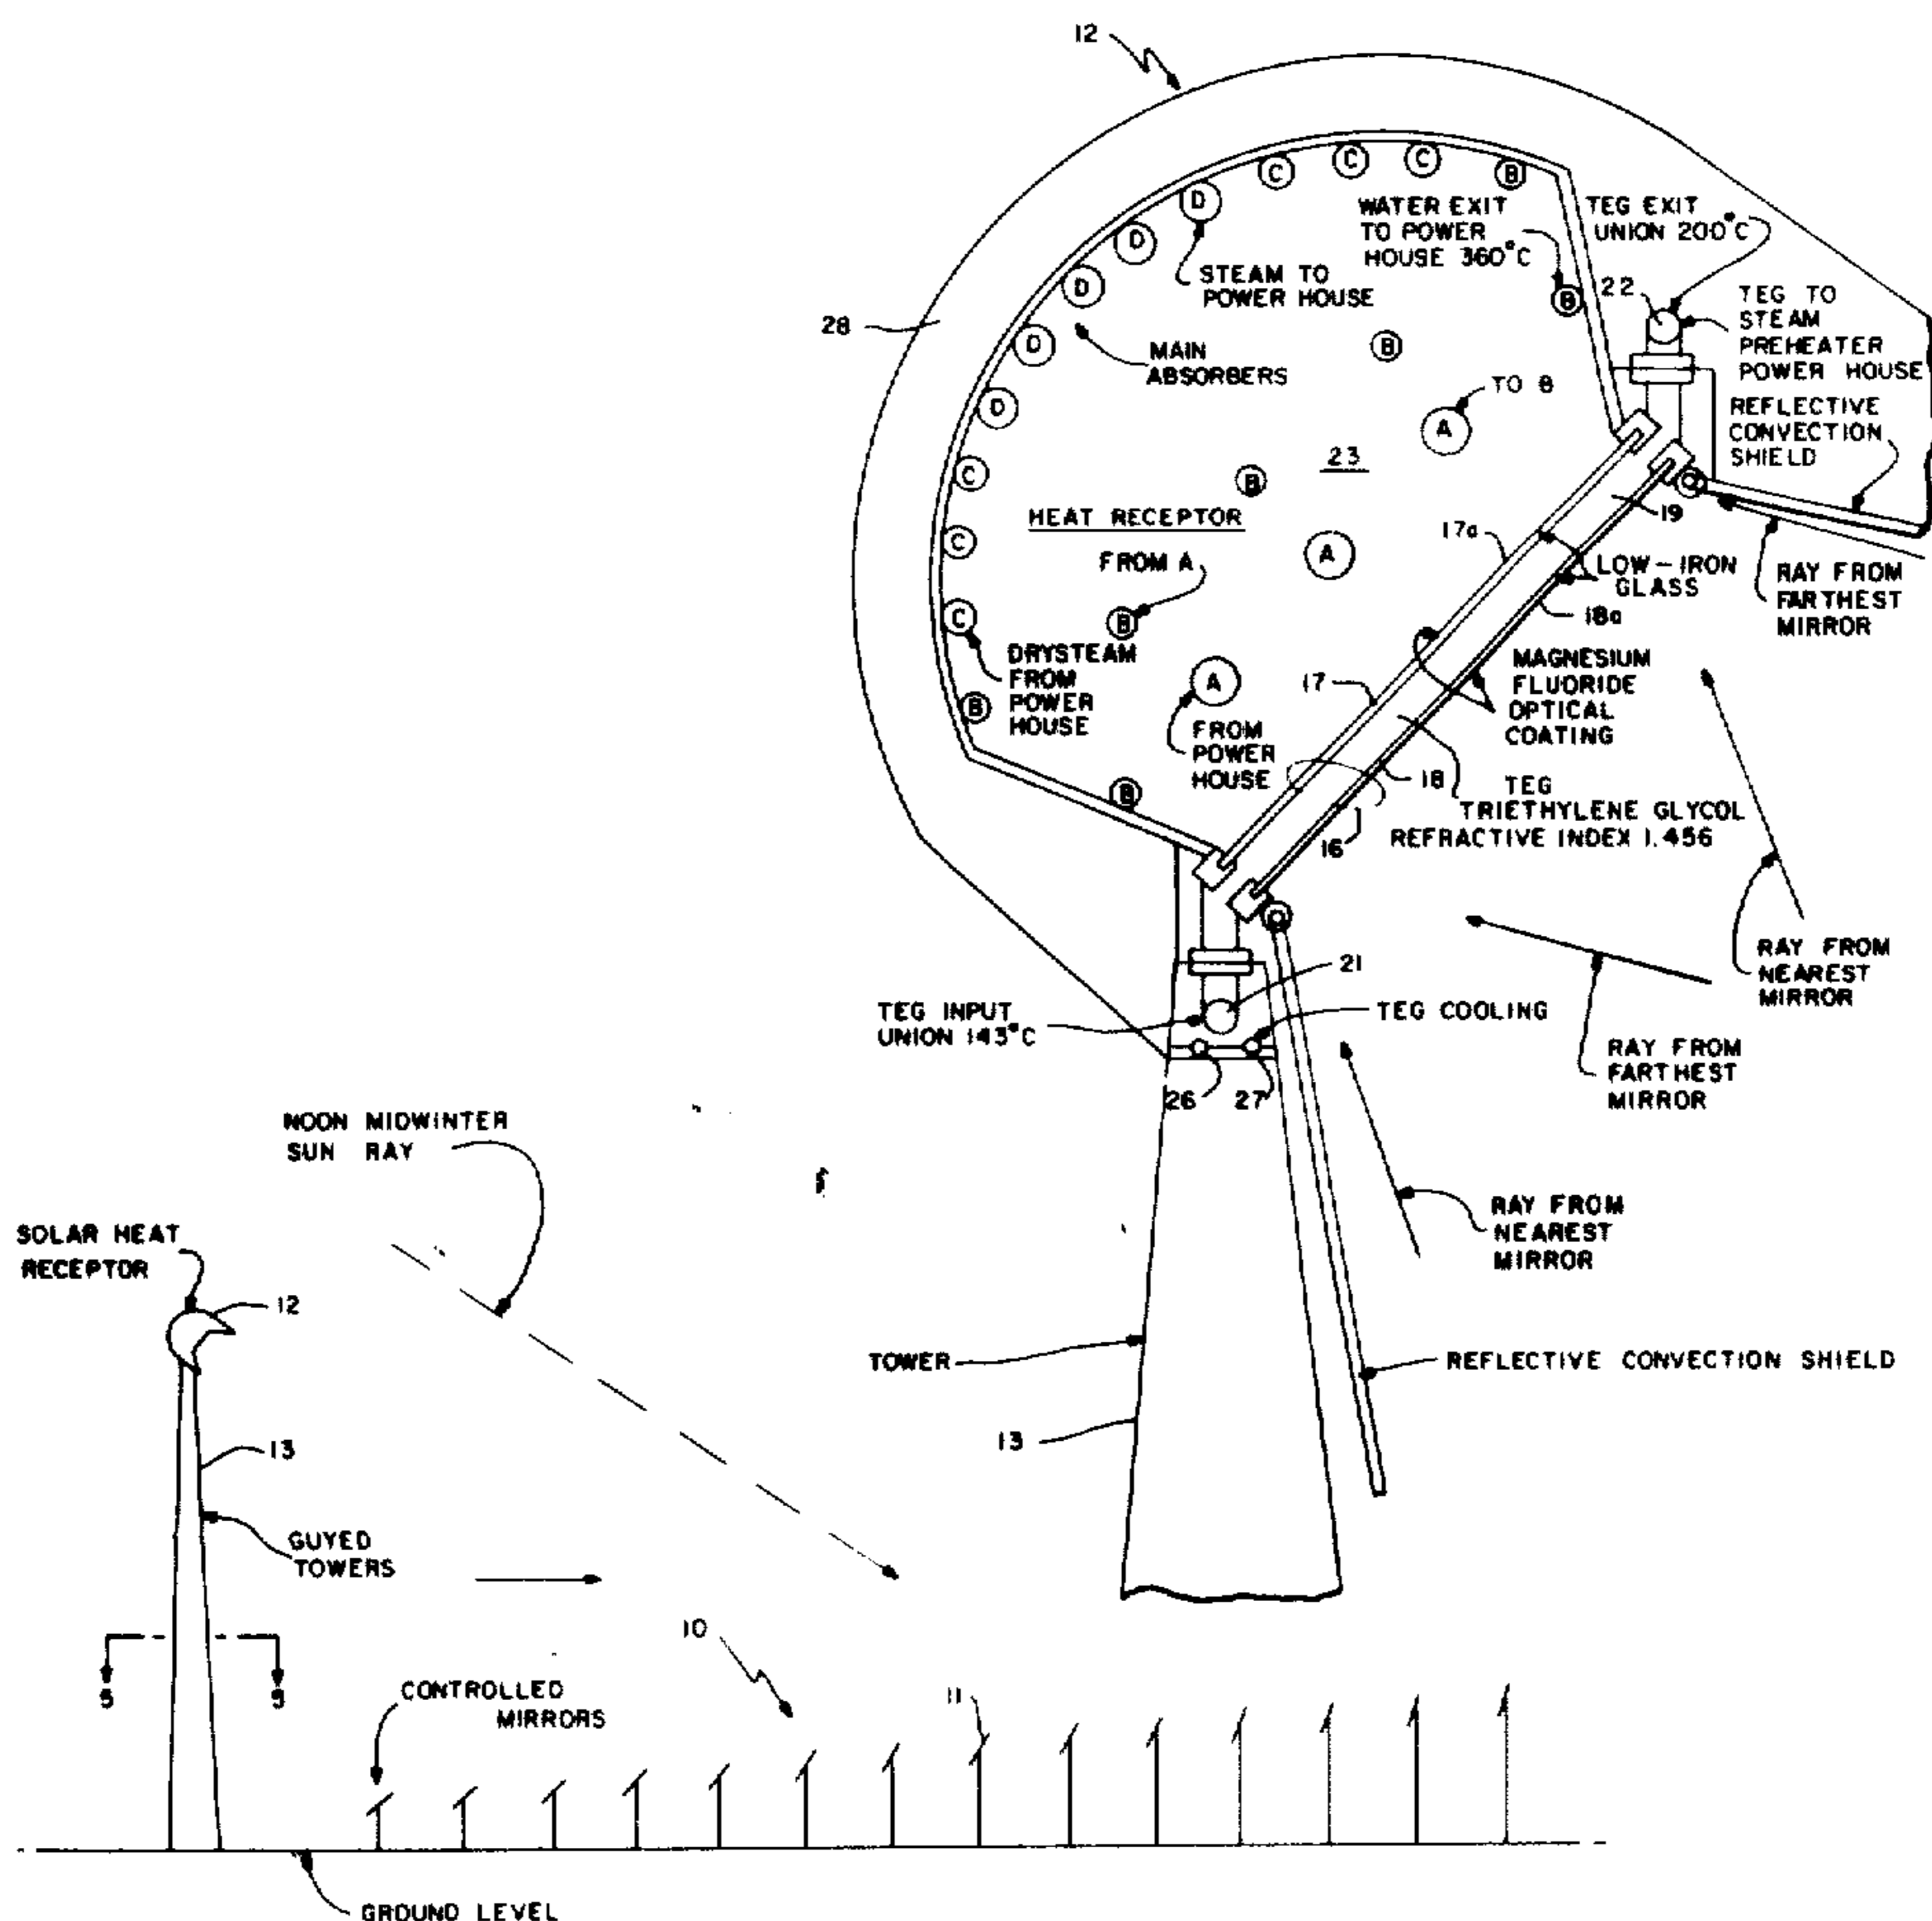 12
C
C
C
B
D
D
D
D
D
C
C
C
B
B
B
B
B
B
B
A
A
A
WATER EXIT
TO POWER
HOUSE 360°C
TEG EXIT
UNION 200°C
22
STEAM TO
POWER HOUSE
TEG TO
STEAM
PREHEATER
POWER HOUSE
28
MAIN
ABSORBERS
TO B
REFLECTIVE
CONVECTION
SHIELD
23
HEAT RECEPTOR
19
17a
FROM A
LOW-IRON
GLASS
18a
RAY FROM
FARTHEST
MIRROR
DRYSTEAM
FROM
POWER
HOUSE
MAGNESIUM
FLUORIDE
OPTICAL
COATING
17
FROM
POWER
HOUSE
18
TEG
TRIETHYLENE GLYCOL
REFRACTIVE INDEX 1.456
16
RAY FROM
NEAREST
MIRROR
21
TEG INPUT
UNION 143°C
TEG COOLING
RAY FROM
FARTHEST
MIRROR
26
27
NOON MIDWINTER
SUN RAY
RAY FROM
NEAREST
MIRROR
SOLAR HEAT
RECEPTOR
12
TOWER
REFLECTIVE CONVECTION SHIELD
13
13
GUYED
TOWERS
10
5
5
CONTROLLED
MIRRORS
11
GROUND LEVEL